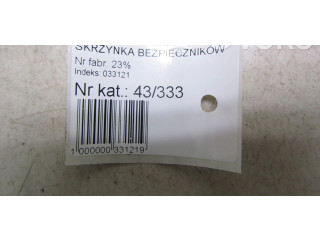 SKRZYNKA BEZPIECZNIKÓW
Nr fabr. 23%
Indeks: 033121
Nr kat.: 43/333
1 000000 331219